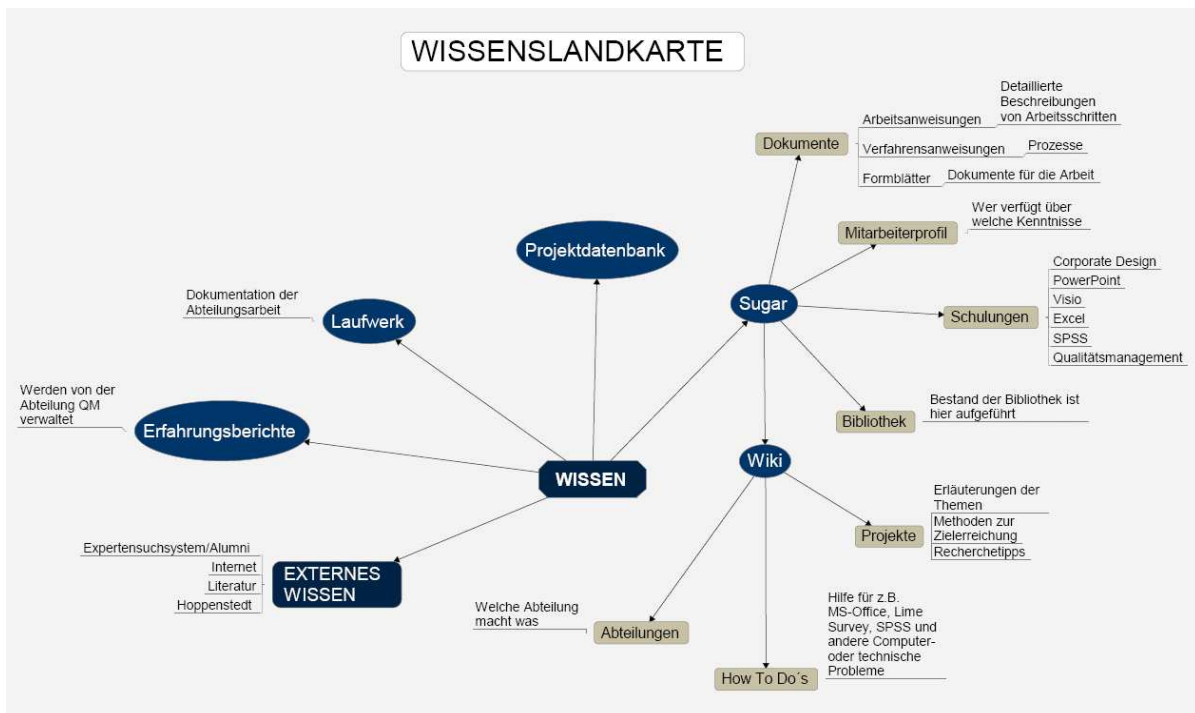 WISSENSLANDKARTE
Dokumente
Arbeitsanweisungen
Detaillierte
Beschreibungen
von Arbeitsschritten
Verfahrensanweisungen
Prozesse
Formblätter
Dokumente für die Arbeit
Mitarbeiterprofil
Wer verfügt über
welche Kenntnisse
Projektdatenbank
Sugar
Schulungen
Corporate Design
PowerPoint
Visio
Excel
SPSS
Qualitätsmanagement
Dokumentation der
Abteilungsarbeit
Laufwerk
Werden von der
Abteilung QM
verwaltet
Erfahrungsberichte
Bibliothek
Bestand der Bibliothek ist
hier aufgeführt
WISSEN
Wiki
Projekte
Erläuterungen der
Themen
Methoden zur
Zielerreichung
Recherchetipps
Expertensuchsystem/Alumni
Internet
Literatur
Hoppenstedt
EXTERNES
WISSEN
Welche Abteilung
macht was
Abteilungen
How To Do´s
Hilfe für z.B.
MS-Office, Lime
Survey, SPSS und
andere Computer-
oder technische
Probleme